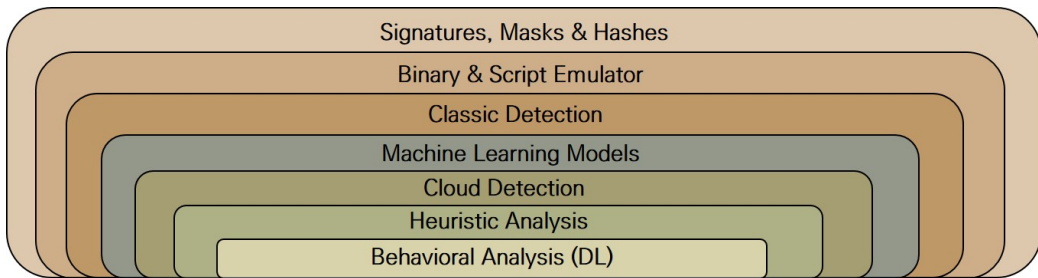 Signatures, Masks & Hashes
Binary & Script Emulator
Classic Detection
Machine Learning Models
Cloud Detection
Heuristic Analysis
Behavioral Analysis (DL)